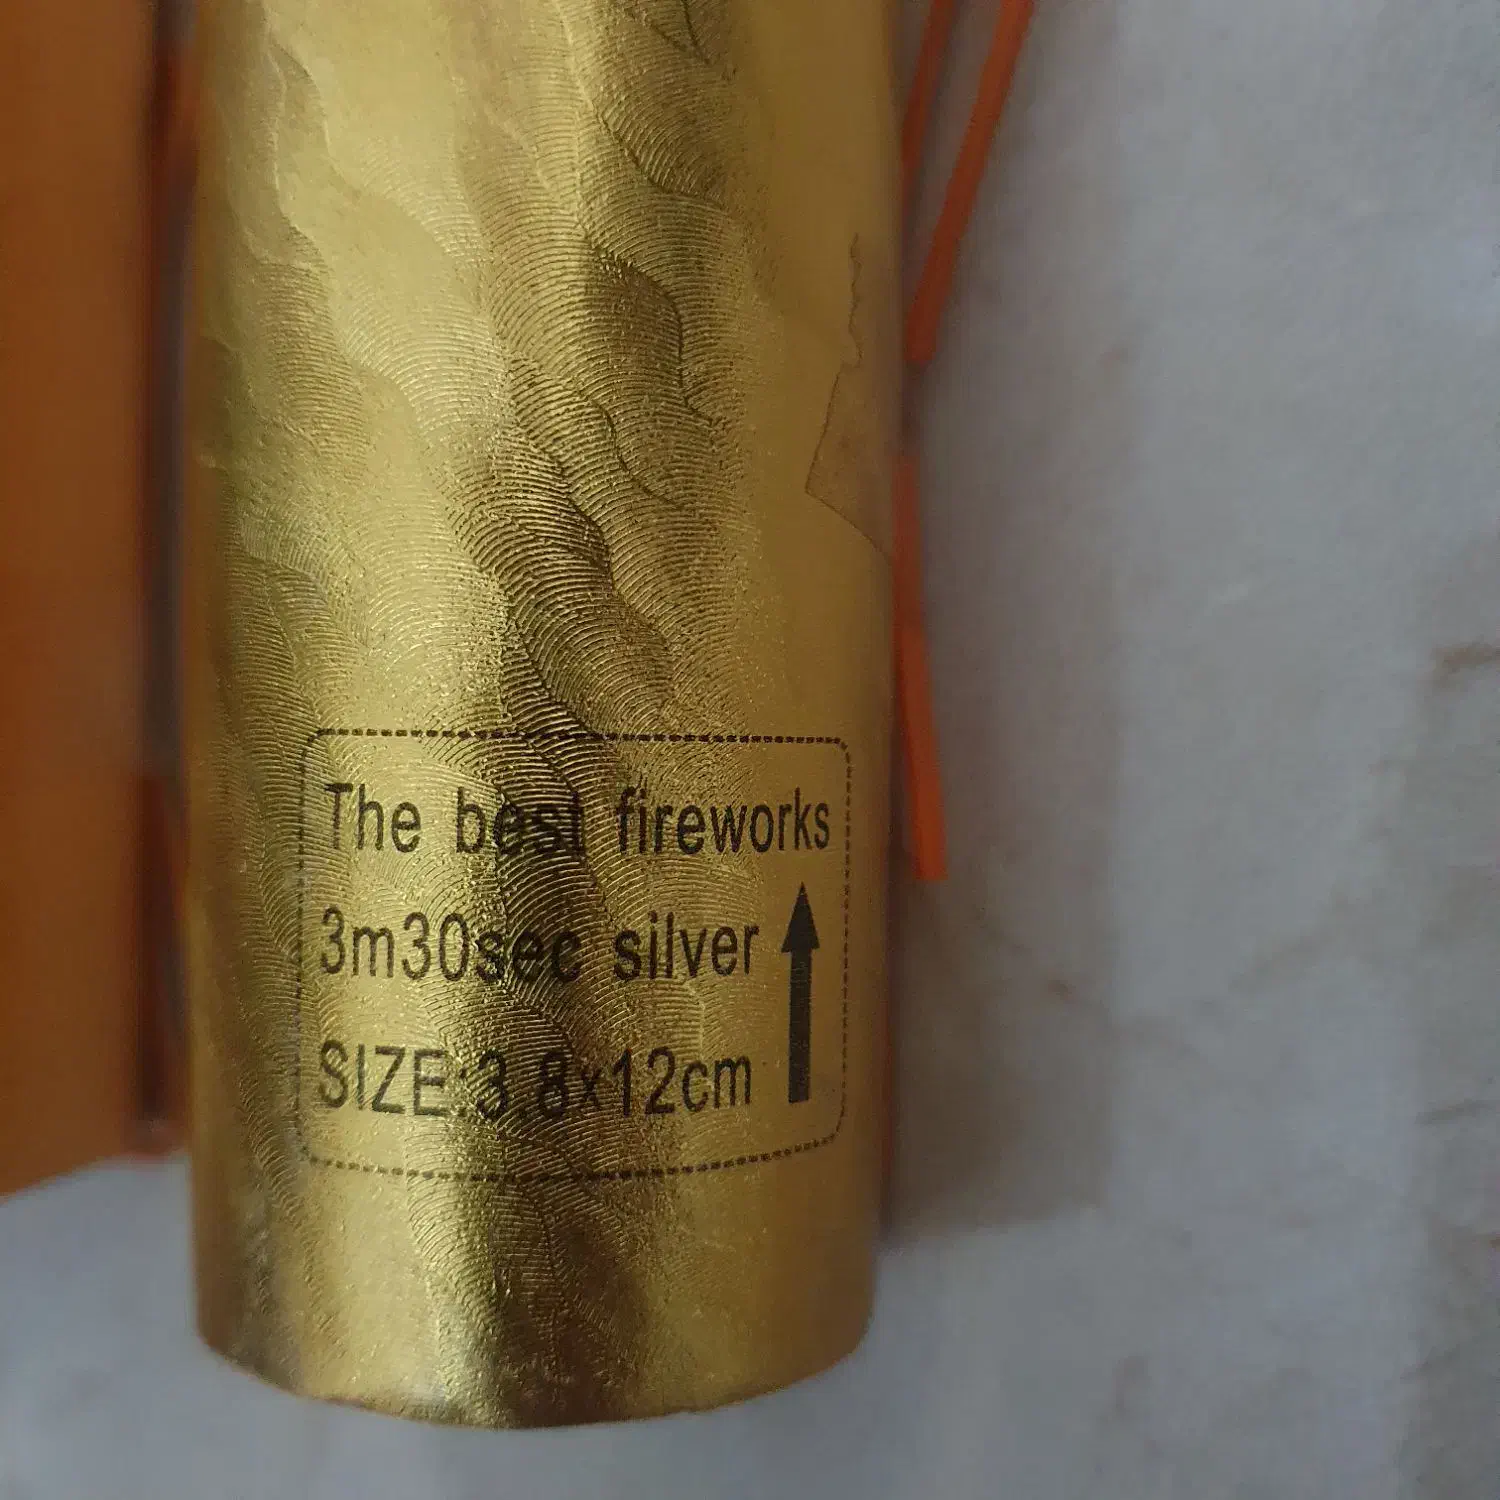 The best fireworks
3m30sec silver
SIZE:3.8x12cm